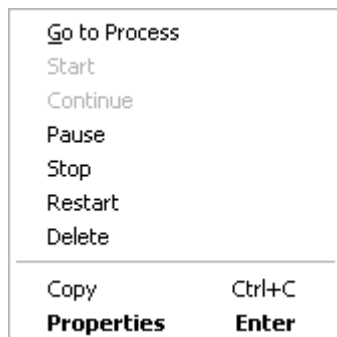 Go to Process
Start
Continue
Pause
Stop
Restart
Delete
Copy Ctrl+C
Properties Enter